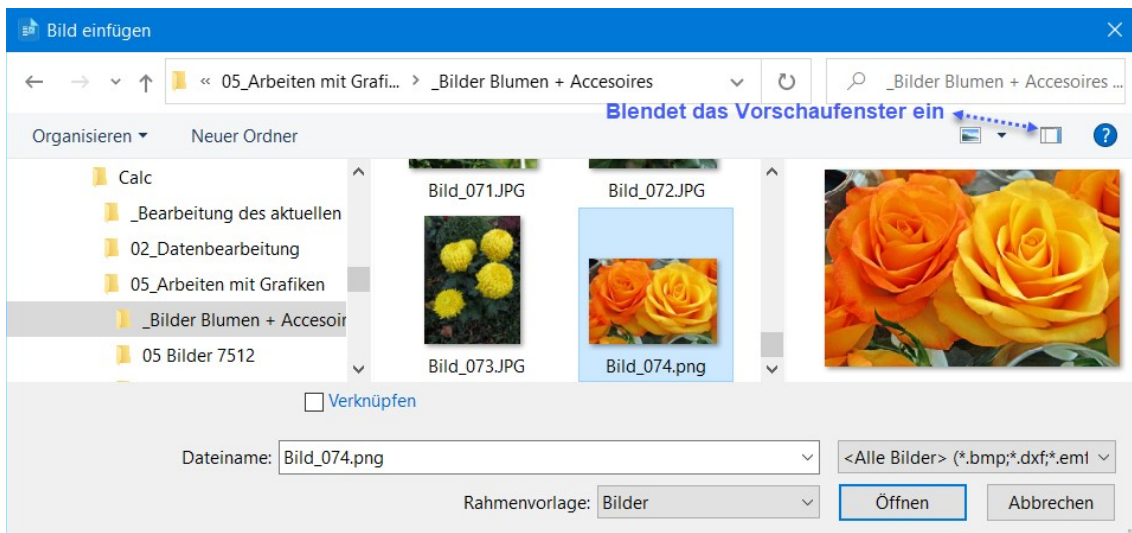 Bild einfügen
« 05_Arbeiten mit Grafi... > _Bilder Blumen + Accesoires
_Bilder Blumen + Accesoires ...
Blendet das Vorschaufenster ein
Organisieren
Neuer Ordner
?
Calc
_Bearbeitung des aktuellen
02_Datenbearbeitung
05_Arbeiten mit Grafiken
_Bilder Blumen + Accesoir
05 Bilder 7512
Bild_071.JPG
Bild_072.JPG
Bild_073.JPG
Bild_074.png
Verknüpfen
Dateiname: Bild_074.png
<Alle Bilder> (*.bmp;*.dxf;*.emf
Rahmenvorlage: Bilder
Öffnen
Abbrechen